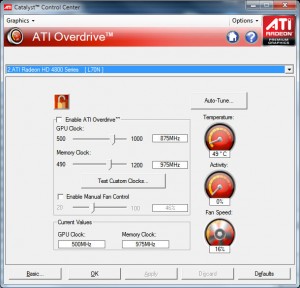 Catalyst™ Control Center
Graphics
Options
ATI
RADEON
PREMIUM
GRAPHICS
ATI Overdrive™
2.ATI Radeon HD 4800 Series [ L70N ]
Auto-Tune...
Enable ATI Overdrive™
GPU Clock:
500 1000 875MHz
Memory Clock:
490 1200 975MHz
Test Custom Clocks...
Enable Manual Fan Control
20 100 46%
Current Values
GPU Clock: Memory Clock:
500MHz 975MHz
Temperature:
49 °C
Activity:
0%
Fan Speed:
16%
Basic... OK Apply Discard Defaults